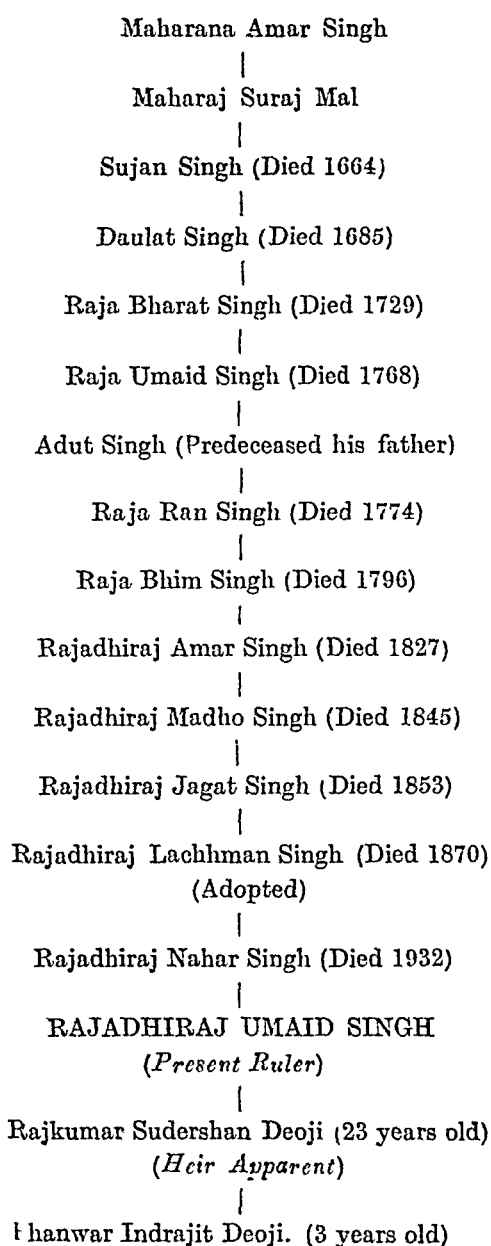 Maharana Amar Singh
Maharaj Suraj Mal
Sujan Singh (Died 1664)
Daulat Singh (Died 1685)
Raja Bharat Singh (Died 1729)
Raja Umaid Singh (Died 1768)
Adut Singh (Predeceased his father)
Raja Ran Singh (Died 1774)
Raja Bhim Singh (Died 1796)
Rajadhiraj Amar Singh (Died 1827)
Rajadhiraj Madho Singh (Died 1845)
Rajadhiraj Jagat Singh (Died 1853)
Rajadhiraj Lachhman Singh (Died 1870)
(Adopted)
Rajadhiraj Nahar Singh (Died 1932)
RAJADHIRAJ UMAID SINGH
(Present Ruler)
Rajkumar Sudershan Deoji (23 years old)
(Heir Apparent)
Indrajit Deoji. (3 years old)